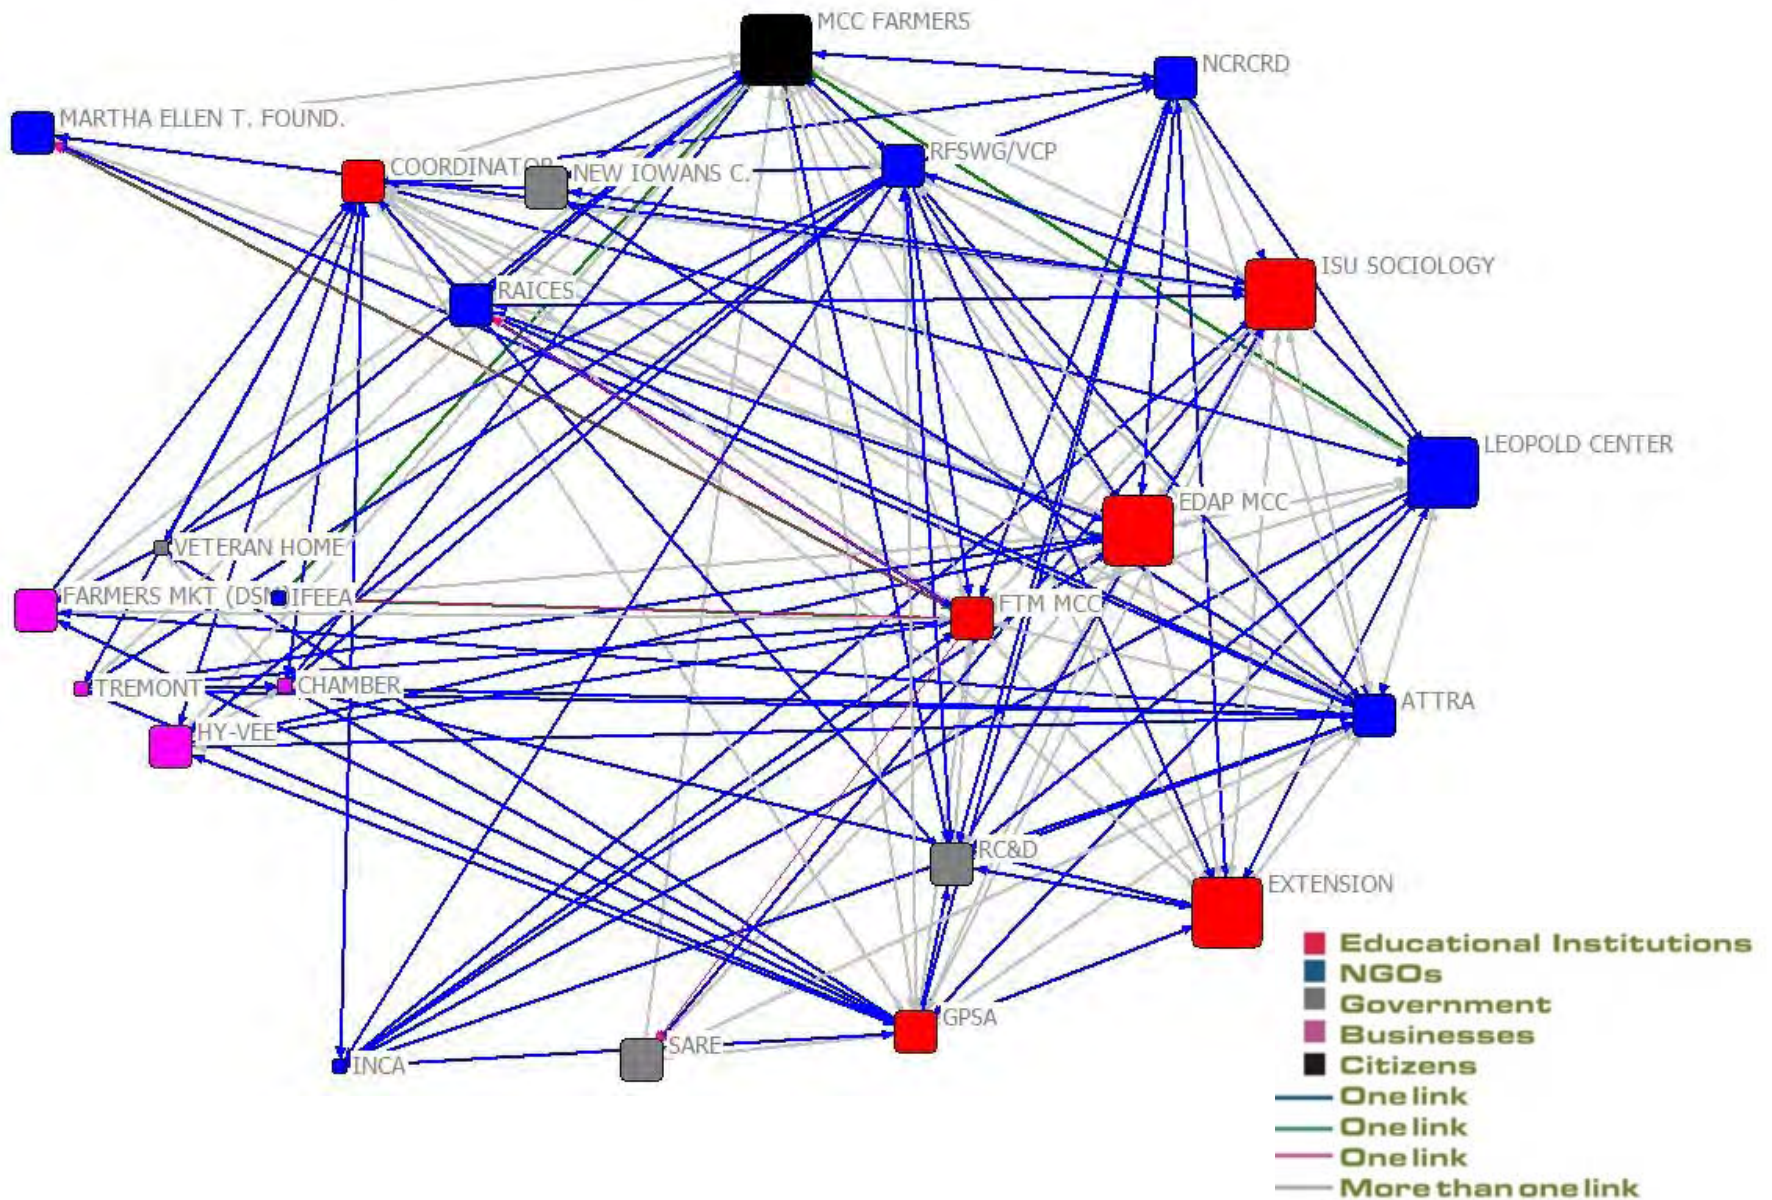 MCC FARMERS
NCRCRD
MARTHA ELLEN T. FOUND.
COORDINATOR
NEW IOWANS C.
RFSWG/VCP
ISU SOCIOLOGY
RAICES
LEOPOLD CENTER
EDAP MCC
VETERAN HOME
FARMERS MKT (DSM)
IFEEA
FTM MCC
TREMONT
CHAMBER
ATTRA
HY-VEE
RC&D
EXTENSION
GPSA
SARE
INCA
Educational Institutions
NGOs
Government
Businesses
Citizens
One link
One link
One link
More than one link